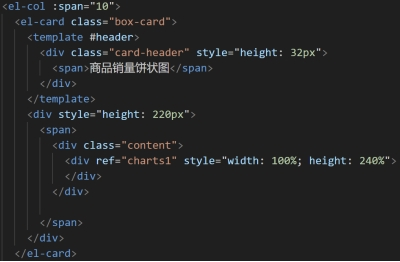 <el-col :span="10">
<el-card class="box-card">
<template #header>
<div class="card-header" style="height: 32px">
<span>商品销量饼状图</span>
</div>
</template>
<div style="height: 220px">
<span>
<div class="content">
<div ref="charts1" style="width: 100%; height: 240%">
</div>
</div>
</span>
</div>
</el-card>